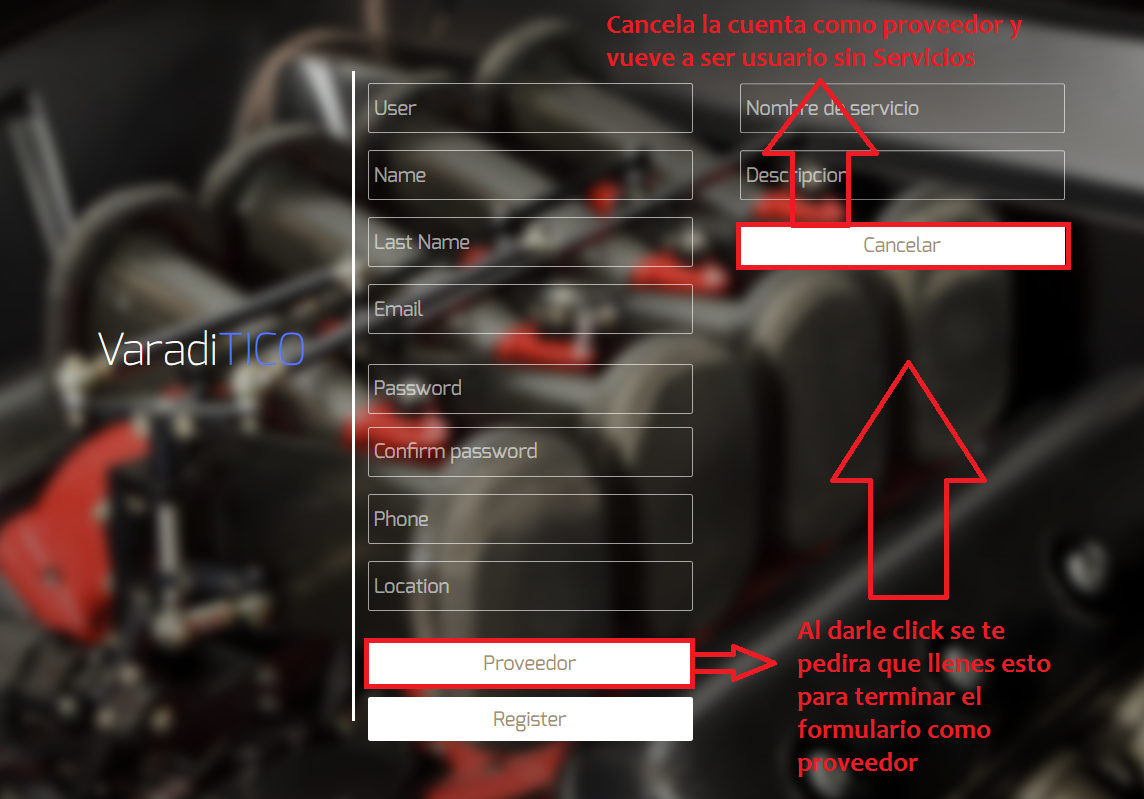 Cancela la cuenta como proveedor y
vueve a ser usuario sin Servicios
User
Name
Last Name
Email
Password
Confirm password
Phone
Location
Proveedor
Register
Nombre de servicio
Descripcion
Cancelar
VaradiTICO
Al darle click se te
pedira que llenes esto
para terminar el
formulario como
proveedor